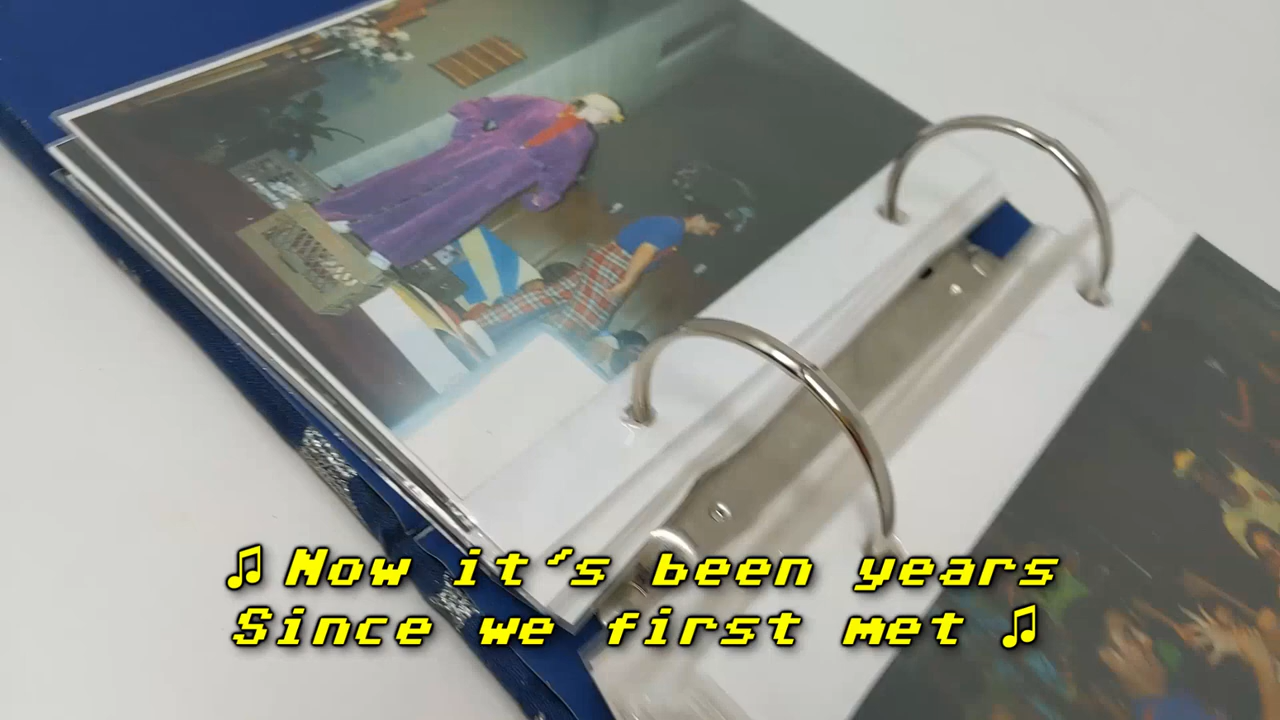 ♫ Now it's been years
Since we first met ♫